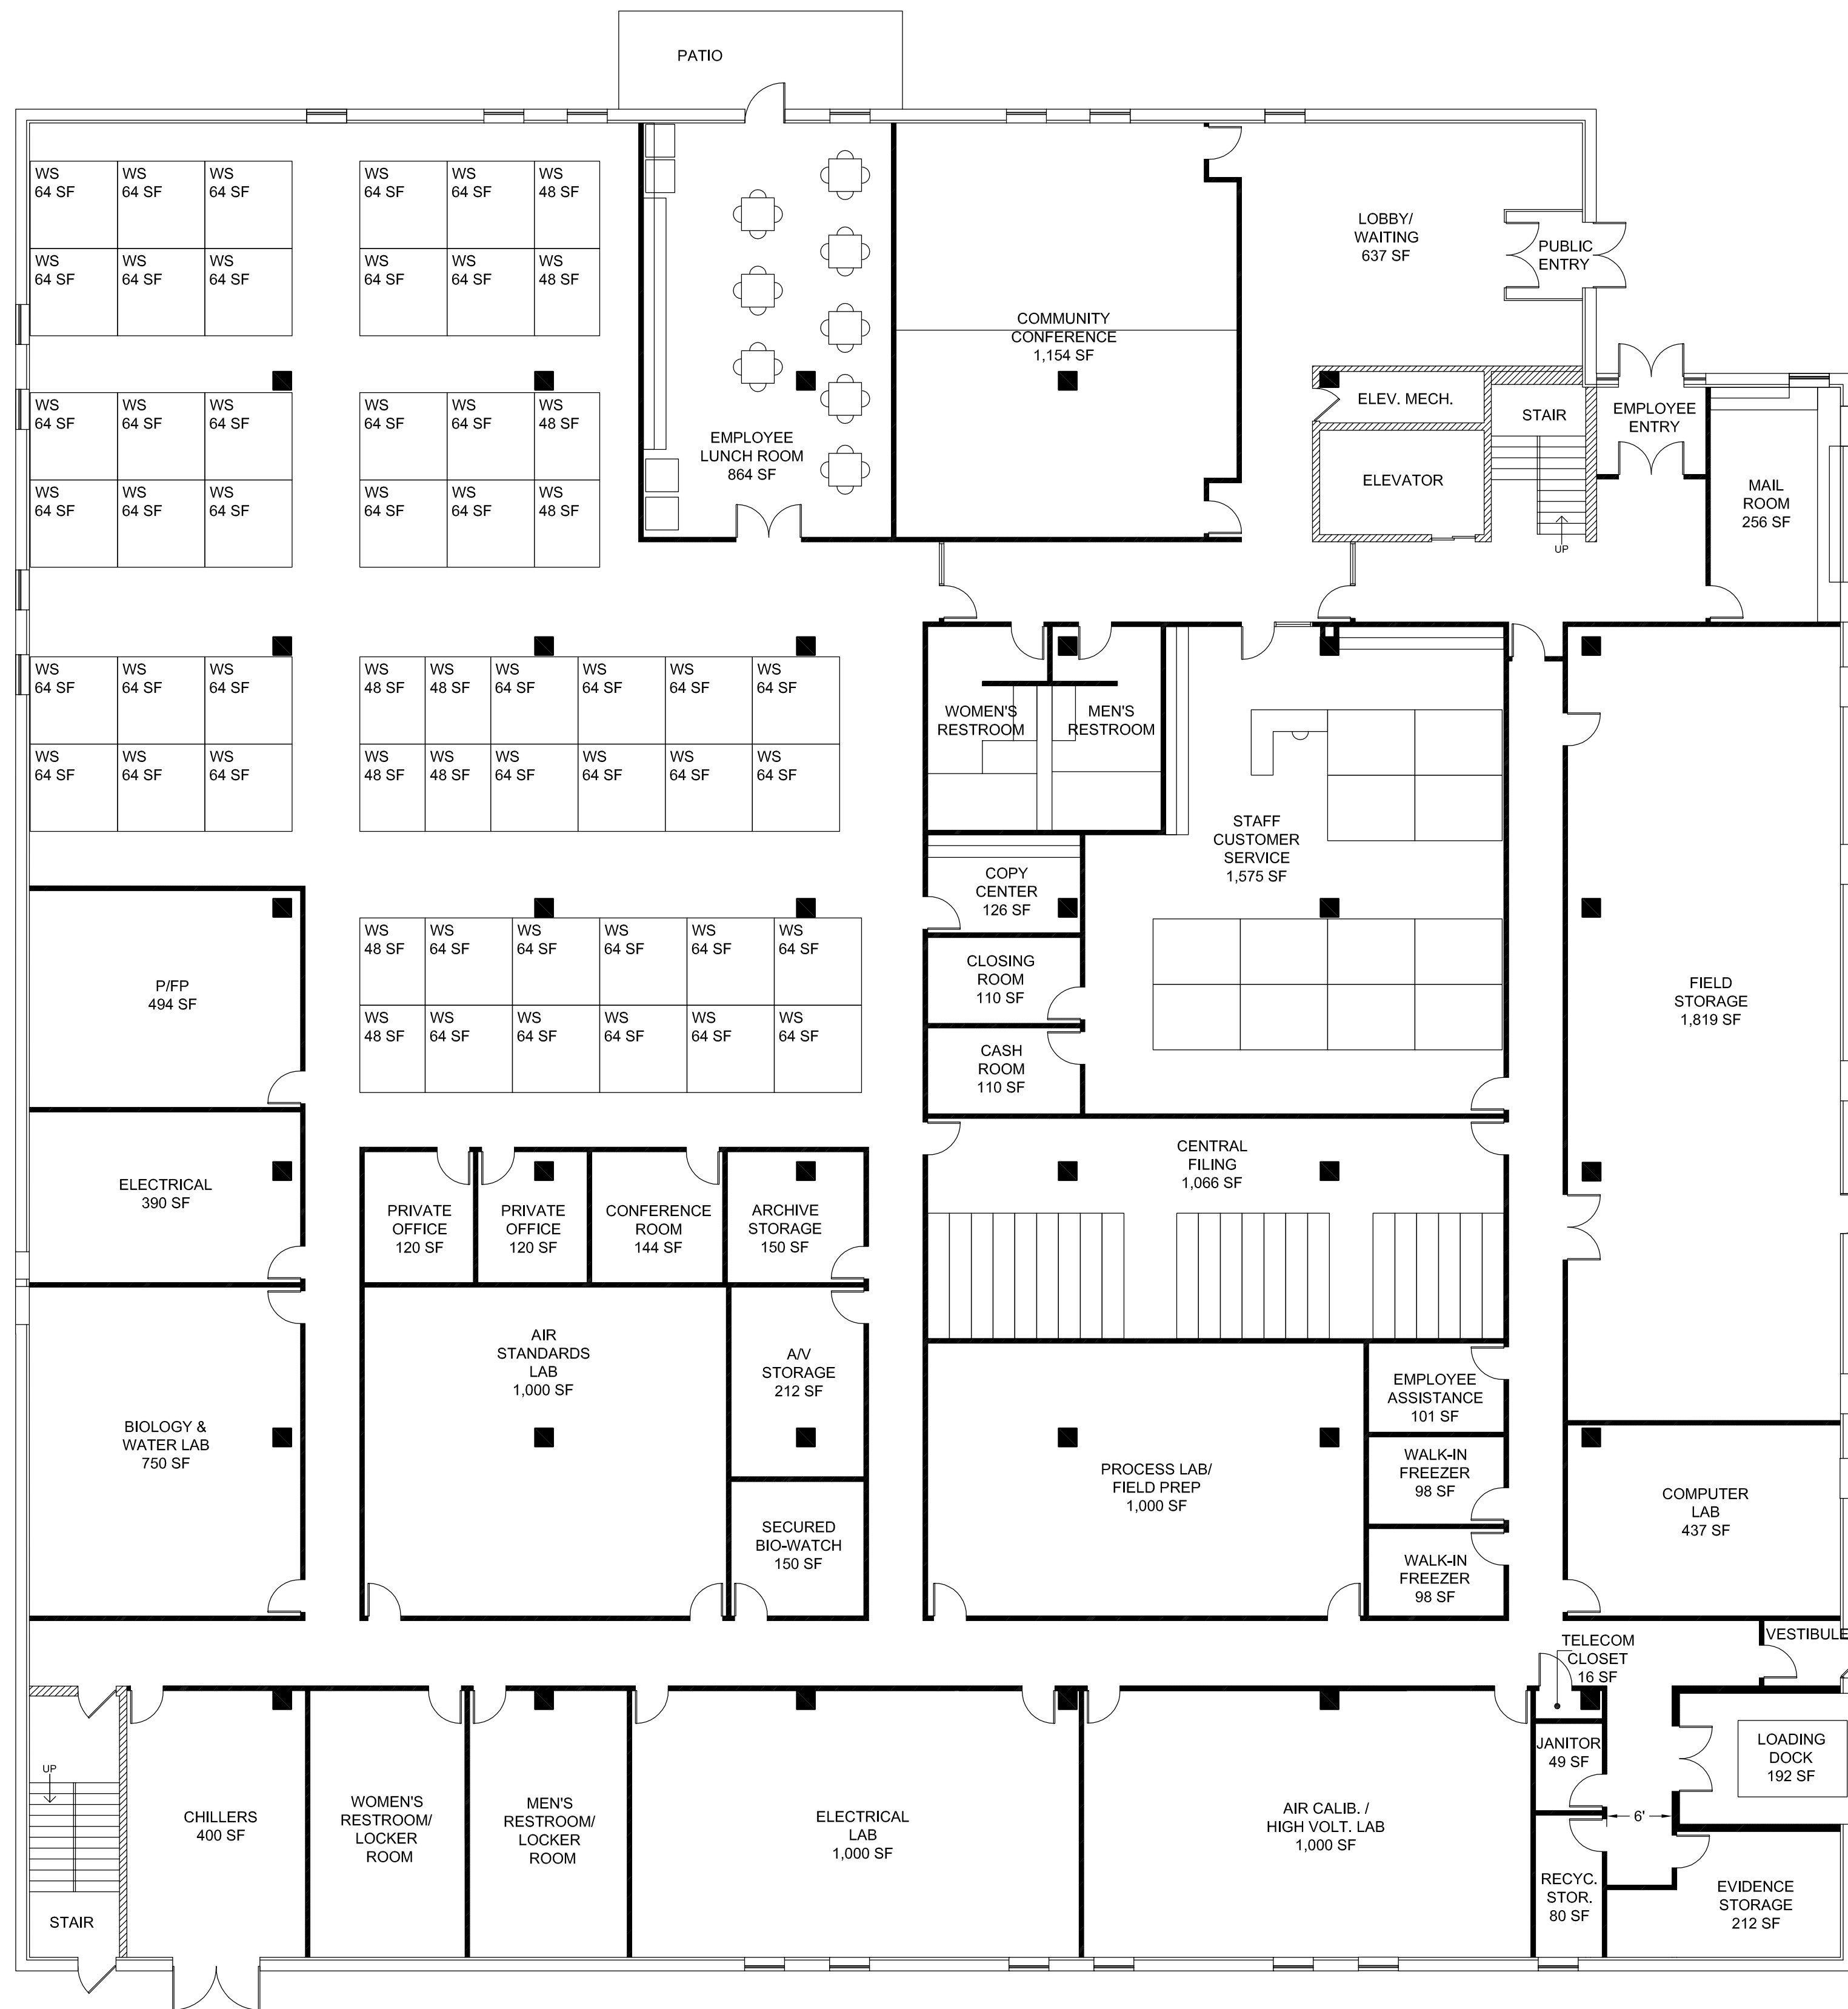 PATIO
WS
64 SF
WS
64 SF
WS
64 SF
WS
64 SF
WS
64 SF
WS
48 SF
WS
64 SF
WS
64 SF
WS
64 SF
WS
64 SF
WS
64 SF
WS
48 SF
LOBBY/
WAITING
637 SF
PUBLIC
ENTRY
COMMUNITY
CONFERENCE
1,154 SF
WS
64 SF
WS
64 SF
WS
64 SF
WS
64 SF
WS
64 SF
WS
48 SF
WS
64 SF
WS
64 SF
WS
64 SF
WS
64 SF
WS
64 SF
WS
48 SF
EMPLOYEE
LUNCH ROOM
864 SF
ELEV. MECH.
STAIR
EMPLOYEE
ENTRY
ELEVATOR
UP
MAIL
ROOM
256 SF
WS
64 SF
WS
64 SF
WS
64 SF
WS
48 SF
WS
48 SF
WS
64 SF
WS
64 SF
WS
64 SF
WS
64 SF
WS
64 SF
WS
64 SF
WS
64 SF
WS
48 SF
WS
48 SF
WS
64 SF
WS
64 SF
WS
64 SF
WS
64 SF
WOMEN'S
RESTROOM
MEN'S
RESTROOM
STAFF
CUSTOMER
SERVICE
1,575 SF
COPY
CENTER
126 SF
CLOSING
ROOM
110 SF
CASH
ROOM
110 SF
P/FP
494 SF
WS
48 SF
WS
64 SF
WS
64 SF
WS
64 SF
WS
64 SF
WS
64 SF
WS
48 SF
WS
64 SF
WS
64 SF
WS
64 SF
WS
64 SF
WS
64 SF
FIELD
STORAGE
1,819 SF
ELECTRICAL
390 SF
PRIVATE
OFFICE
120 SF
PRIVATE
OFFICE
120 SF
CONFERENCE
ROOM
144 SF
ARCHIVE
STORAGE
150 SF
CENTRAL
FILING
1,066 SF
AIR
STANDARDS
LAB
1,000 SF
A/V
STORAGE
212 SF
EMPLOYEE
ASSISTANCE
101 SF
BIOLOGY &
WATER LAB
750 SF
PROCESS LAB/
FIELD PREP
1,000 SF
WALK-IN
FREEZER
98 SF
COMPUTER
LAB
437 SF
SECURED
BIO-WATCH
150 SF
WALK-IN
FREEZER
98 SF
TELECOM
CLOSET
16 SF
VESTIBULE
UP
STAIR
CHILLERS
400 SF
WOMEN'S
RESTROOM/
LOCKER
ROOM
MEN'S
RESTROOM/
LOCKER
ROOM
ELECTRICAL
LAB
1,000 SF
AIR CALIB. /
HIGH VOLT. LAB
1,000 SF
JANITOR
49 SF
LOADING
DOCK
192 SF
6'
RECYC.
STOR.
80 SF
EVIDENCE
STORAGE
212 SF